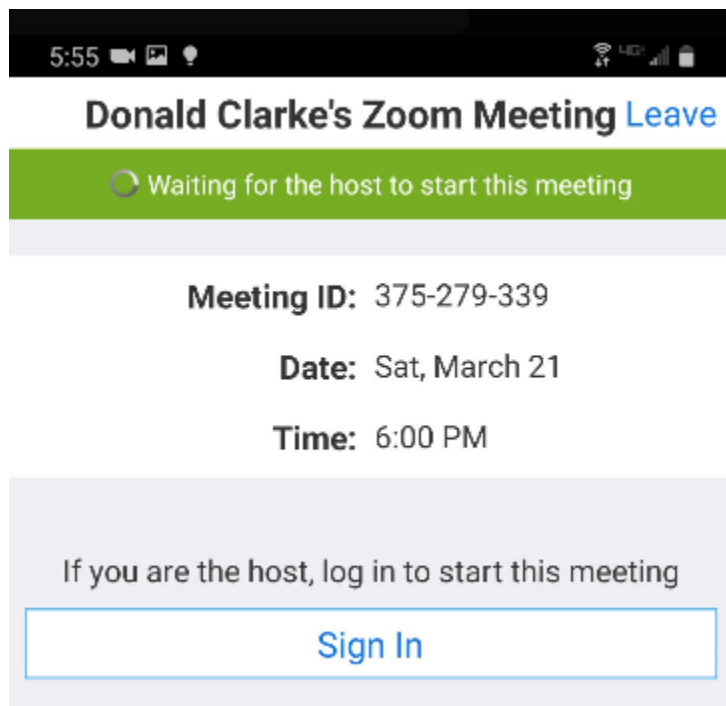 5:55
4G
Donald Clarke's Zoom Meeting Leave
Waiting for the host to start this meeting
Meeting ID: 375-279-339
Date: Sat, March 21
Time: 6:00 PM
If you are the host, log in to start this meeting
Sign In